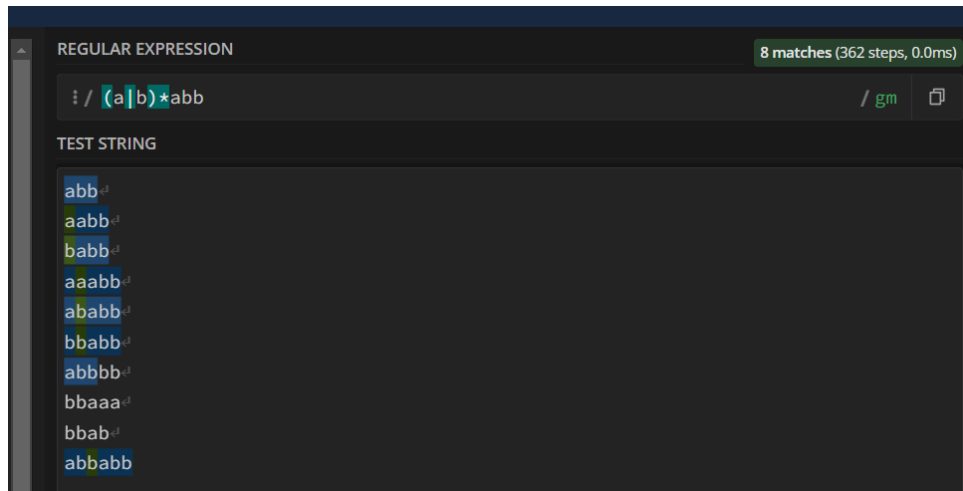 REGULAR EXPRESSION
8 matches (362 steps, 0.0ms)
⋮ / (a|b)*abb / gm
TEST STRING
abb↵
aabb↵
babb↵
aaabb↵
ababb↵
bbabb↵
abbbb↵
bbaaa↵
bbab↵
abbabb